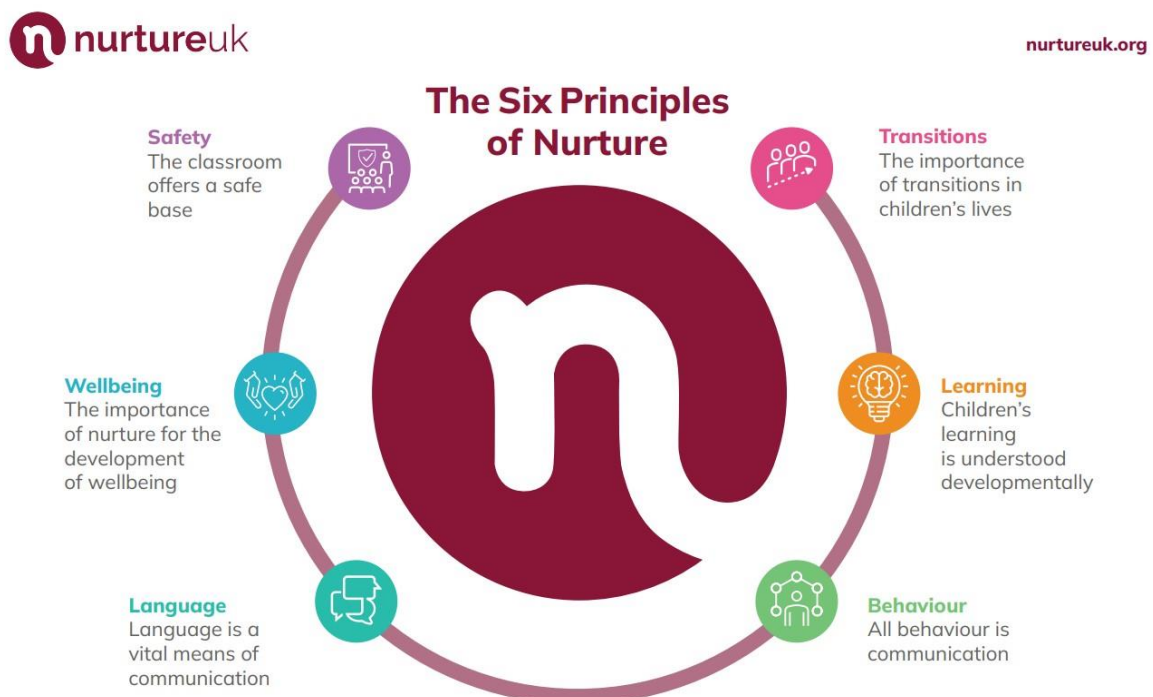 nurtureuk
nurtureuk.org
The Six Principles
of Nurture
Safety
The classroom
offers a safe
base
Transitions
The importance
of transitions in
children's lives
Wellbeing
The importance
of nurture for the
development
of wellbeing
Learning
Children's
learning
is understood
developmentally
Language
Language is a
vital means of
communication
Behaviour
All behaviour is
communication